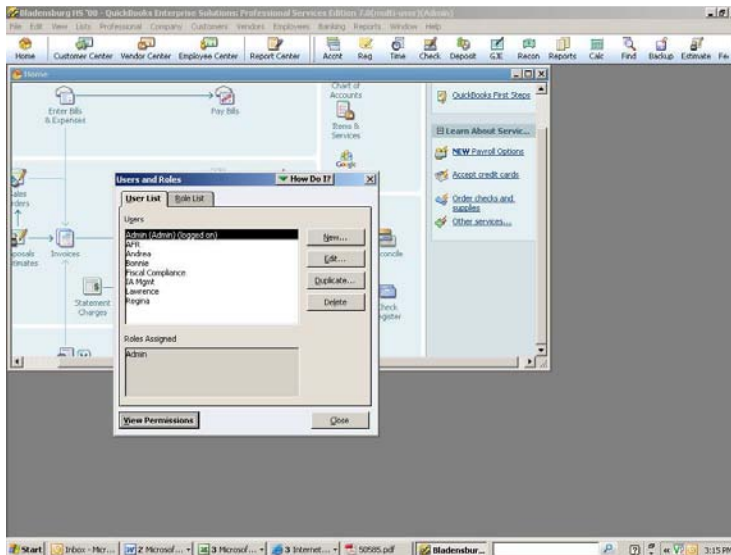 Bladensburg HS '00 - QuickBooks Enterprise Solutions: Professional Services Edition 7.0(multi-user)(Admin)
File Edit View Lists Professional Company Customers Vendors Employees Banking Reports Window Help
Home Customer Center Vendor Center Employee Center Report Center Accnt Reg Time Check Deposit GJE Recon Reports Calc Find Backup Estimate
Home
Enter Bills
& Expenses
Pay Bills
Chart of
Accounts
Items &
Services
Google
Invoices
Statement
Charges
QuickBooks First Steps
Learn About Servic...
NEW Payroll Options
Accept credit cards
Order checks and
supplies
Other services...
Users and Roles
How Do I?
User List Role List
Users
Admin (Admin) (logged on)
AFR
Andrea
Bonnie
Fiscal Compliance
IA Mgmt
Lawrence
Regina
New...
Edit...
Duplicate...
Delete
Roles Assigned
Admin
View Permissions
Close
Start Inbox - Micr... 2 Microsof... 3 Microsof... 3 Internet... 50585.pdf Bladensbur... 3:15 PM